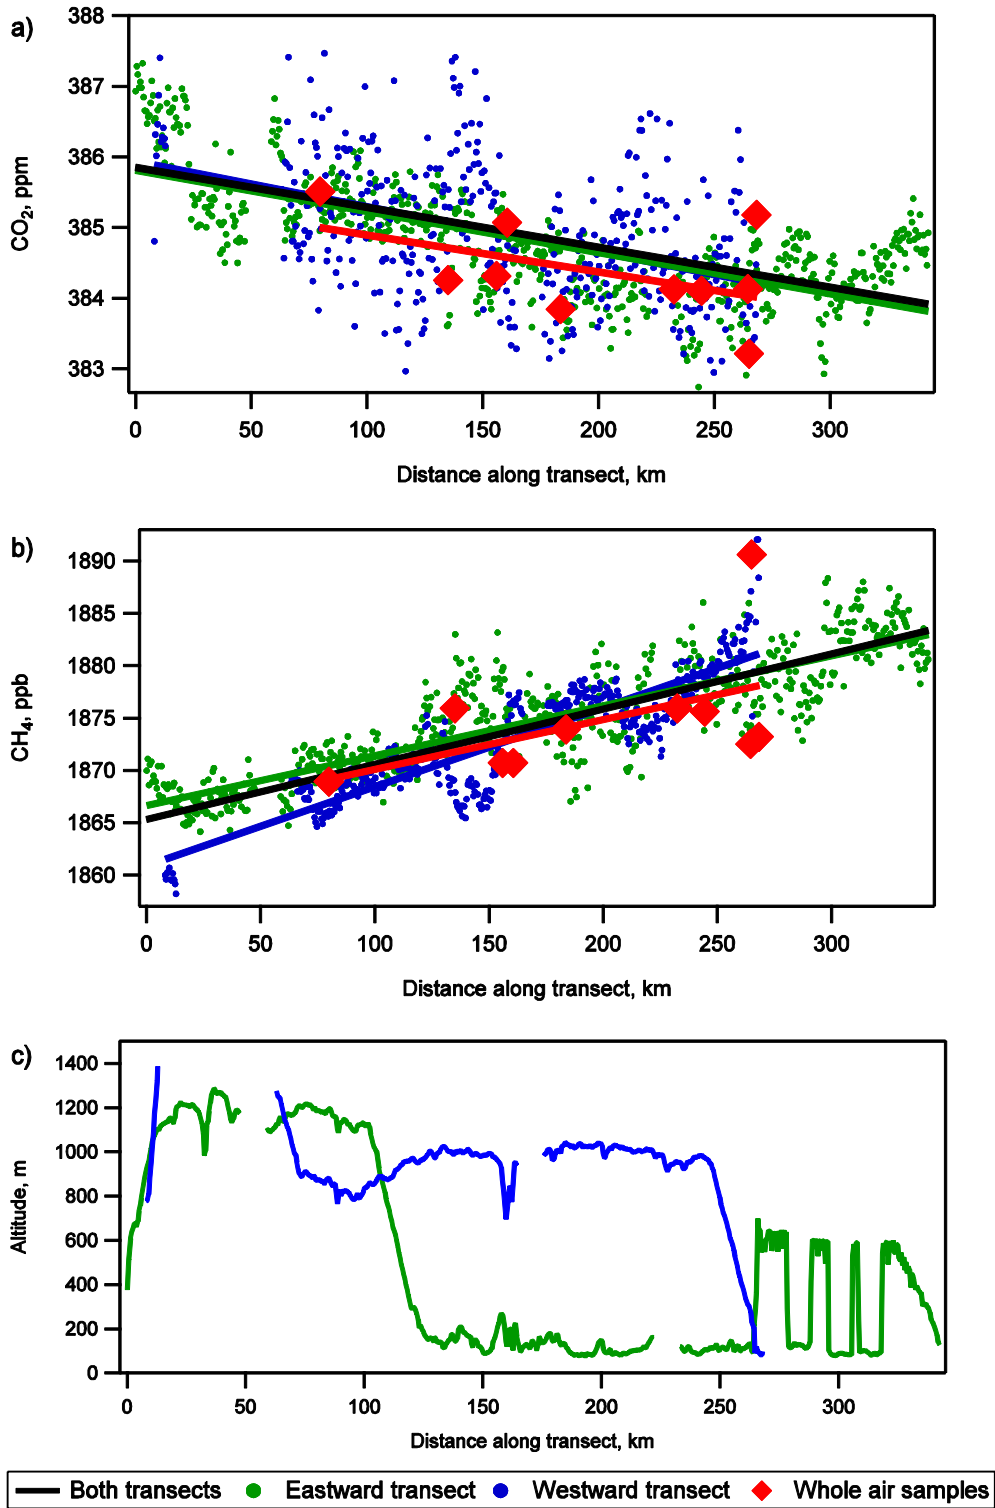 a)
388
387
386
385
384
383
CO2, ppm
0 50 100 150 200 250 300
Distance along transect, km
b)
1890
1885
1880
1875
1870
1865
1860
CH4, ppb
0 50 100 150 200 250 300
Distance along transect, km
c)
1400
1200
1000
800
600
400
200
0
Altitude, m
0 50 100 150 200 250 300
Distance along transect, km
Both transects Eastward transect Westward transect Whole air samples